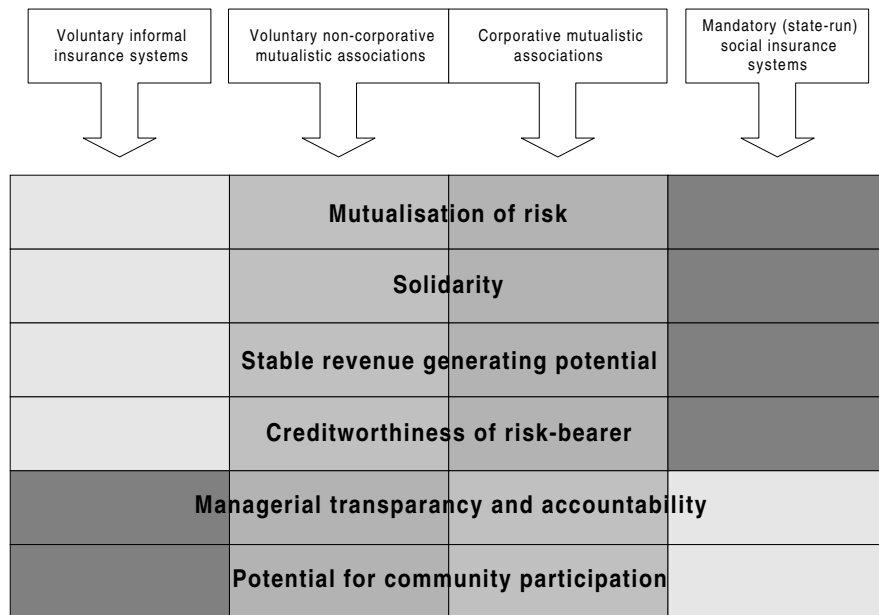 Voluntary informal
insurance systems
Voluntary non-corporative
mutualistic associations
Corporative mutualistic
associations
Mandatory (state-run)
social insurance
systems
Mutualisation of risk
Solidarity
Stable revenue generating potential
Creditworthiness of risk-bearer
Managerial transparancy and accountability
Potential for community participation